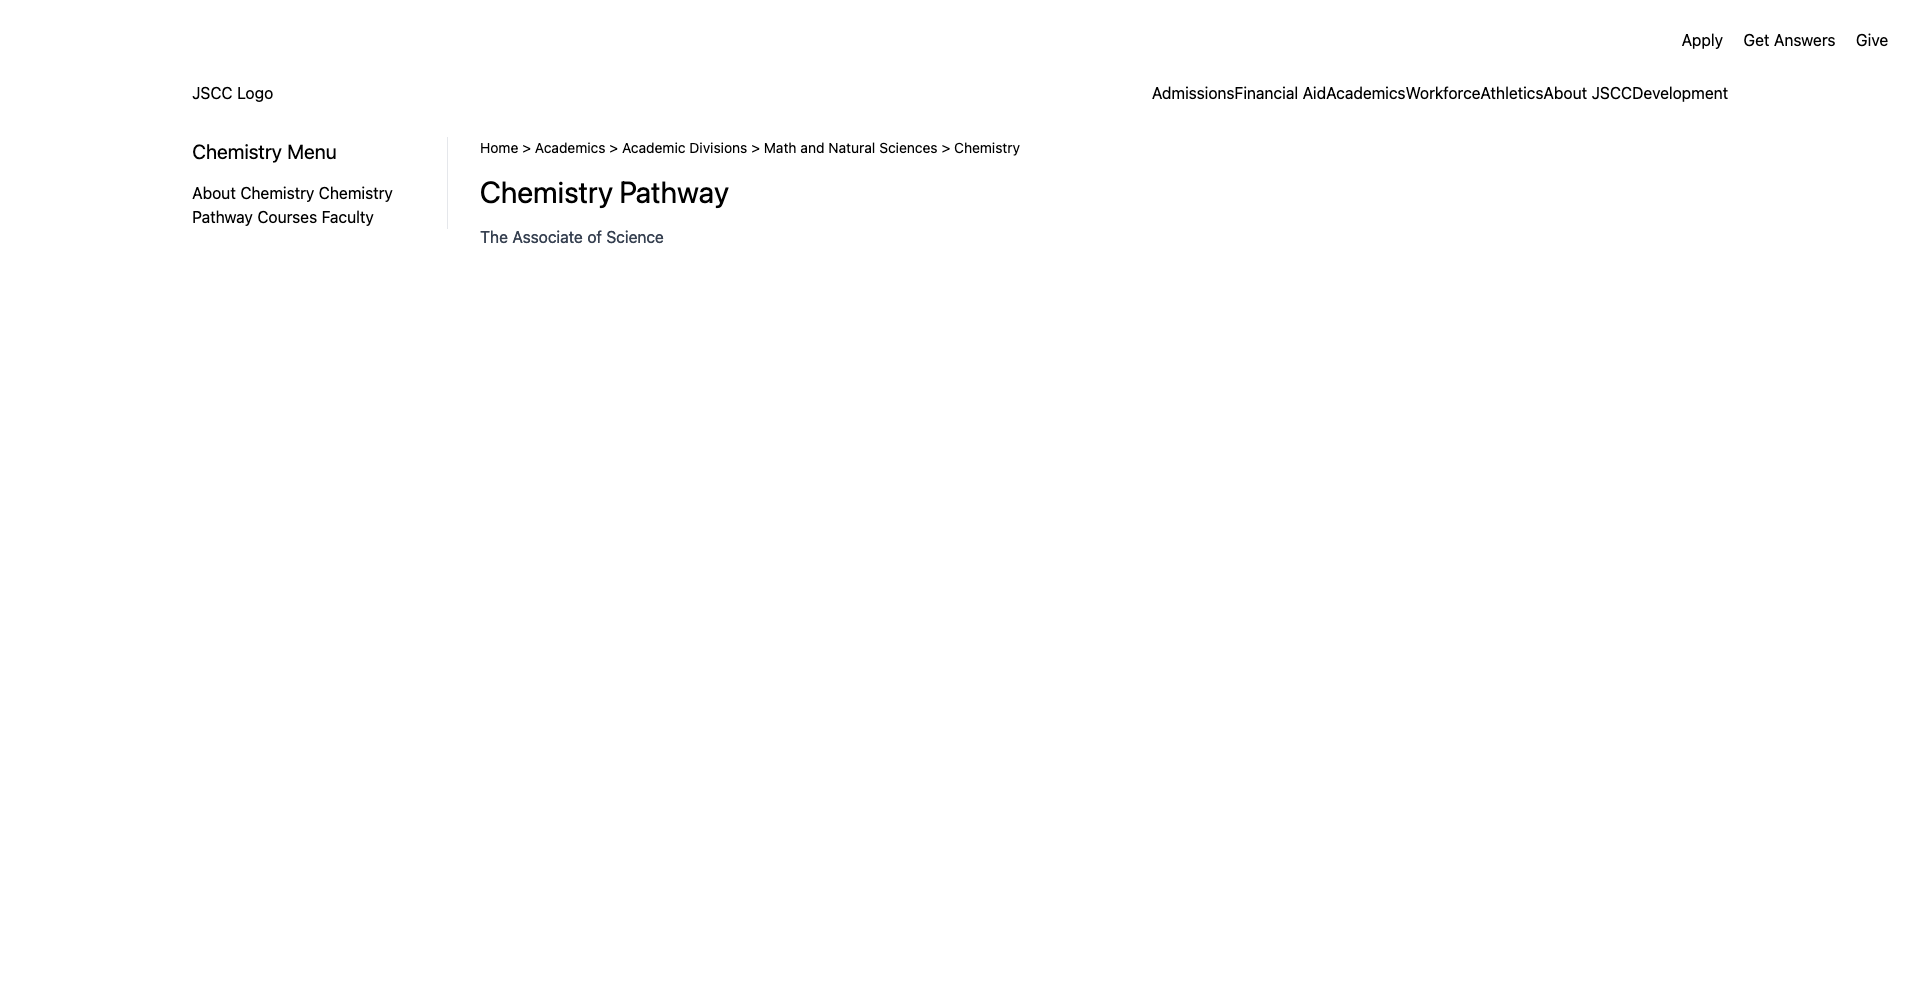 Apply Get Answers Give
JSCC Logo
AdmissionsFinancial AidAcademicsWorkforceAthleticsAbout JSCCDevelopment
Chemistry Menu
About Chemistry Chemistry
Pathway Courses Faculty
Home > Academics > Academic Divisions > Math and Natural Sciences > Chemistry
Chemistry Pathway
The Associate of Science